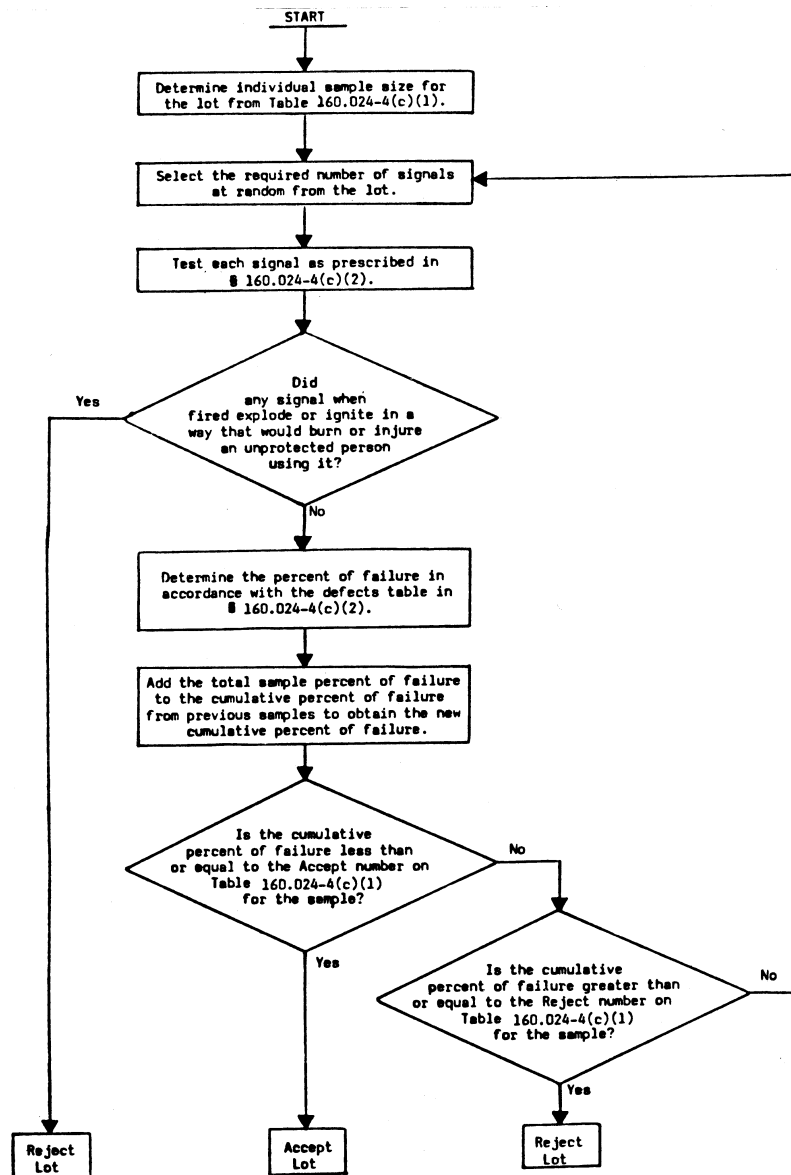 START
Determine individual sample size for
the lot from Table 160.024-4(c)(1).
Select the required number of signals
at random from the lot.
Test each signal as prescribed in
§ 160.024-4(c)(2).
Did
any signal when
fired explode or ignite in a
way that would burn or injure
an unprotected person
using it?
Yes
No
Determine the percent of failure in
accordance with the defects table in
§ 160.024-4(c)(2).
Add the total sample percent of failure
to the cumulative percent of failure
from previous samples to obtain the new
cumulative percent of failure.
Is the cumulative
percent of failure less than
or equal to the Accept number on
Table 160.024-4(c)(1)
for the sample?
No
Yes
Is the cumulative
percent of failure greater than
or equal to the Reject number on
Table 160.024-4(c)(1)
for the sample?
No
Yes
Reject
Lot
Accept
Lot
Reject
Lot